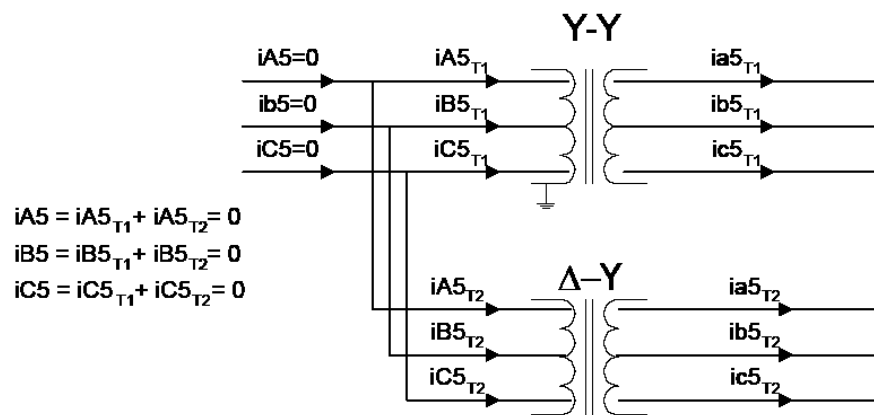 Y-Y
iA5=0 iA5T1 ia5T1
ib5=0 iB5T1 ib5T1
iC5=0 iC5T1 ic5T1
iA5 = iA5T1+ iA5T2= 0
iB5 = iB5T1+ iB5T2= 0
iC5 = iC5T1+ iC5T2= 0
Δ–Y
iA5T2 ia5T2
iB5T2 ib5T2
iC5T2 ic5T2